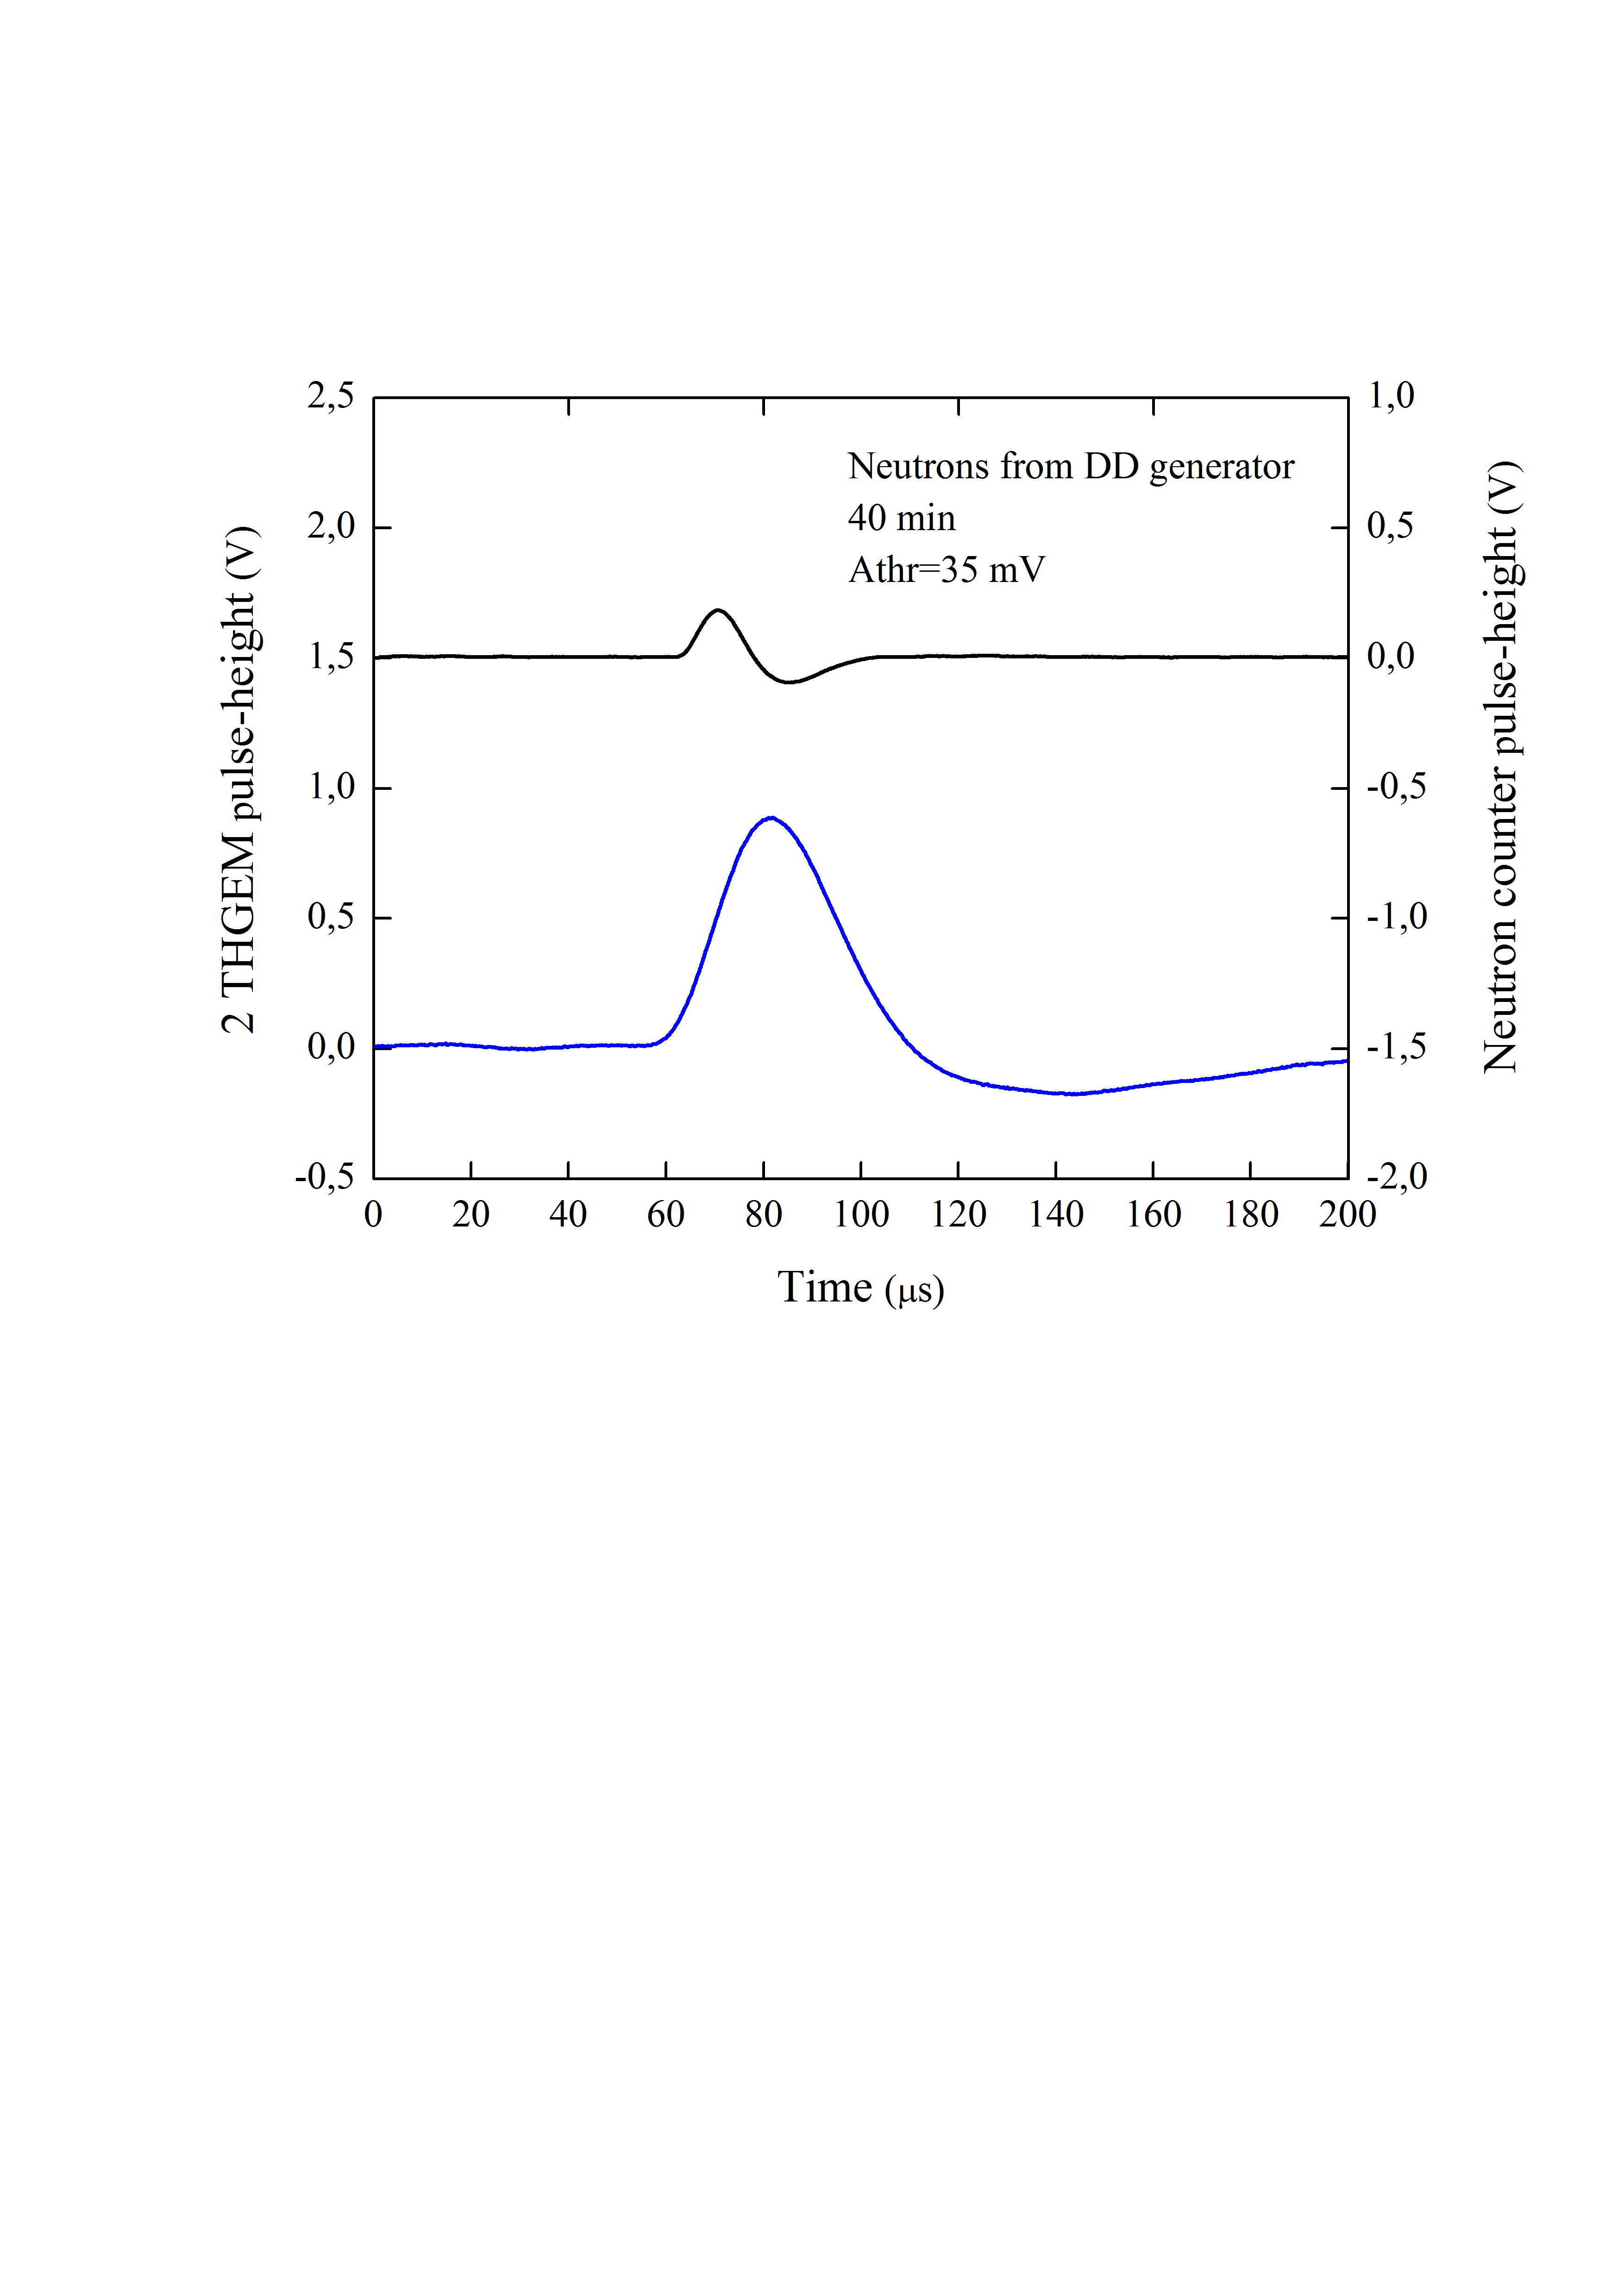 2,5
2,0
1,5
1,0
0,5
0,0
-0,5
2 THGEM pulse-height (V)
Neutrons from DD generator
40 min
Athr=35 mV
1,0
0,5
0,0
-0,5
-1,0
-1,5
-2,0
Neutron counter pulse-height (V)
0 20 40 60 80 100 120 140 160 180 200
Time (μs)